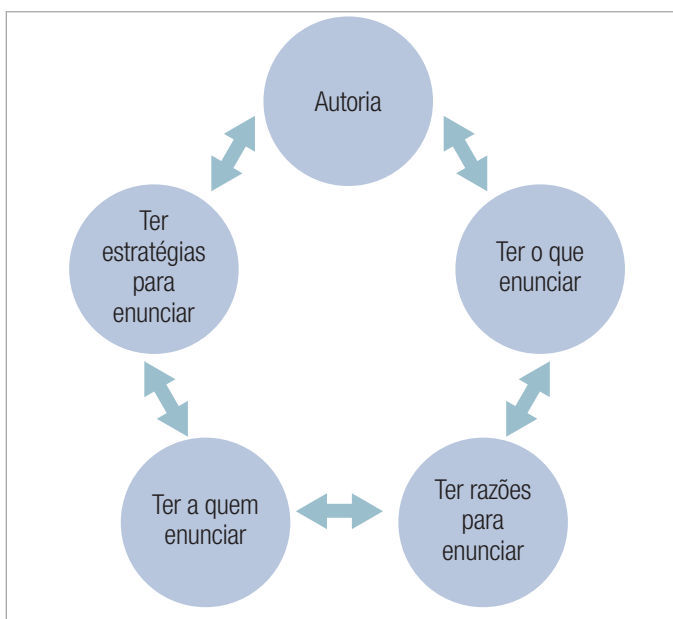 Autoria
Ter o que
enunciar
Ter razões
para
enunciar
Ter a quem
enunciar
Ter
estratégias
para
enunciar